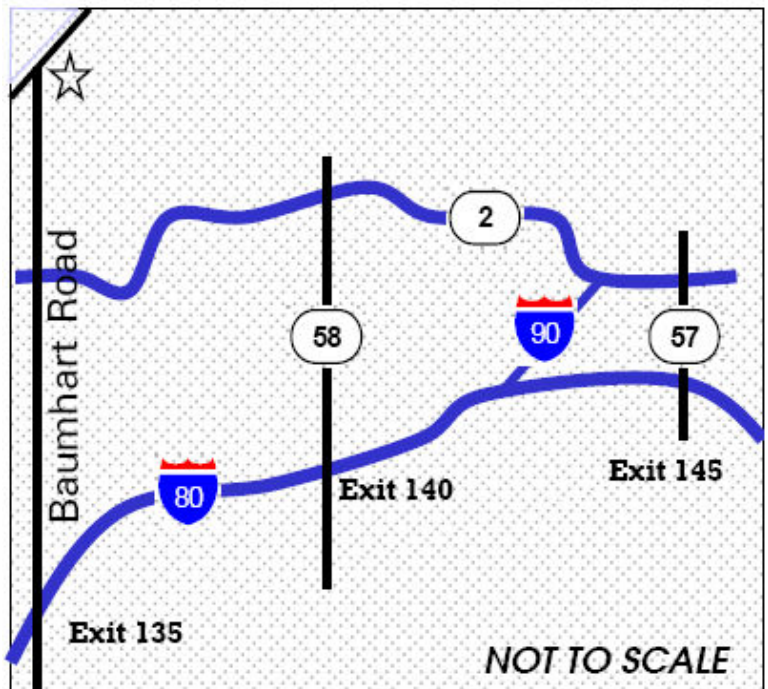 2
90
58
57
Baumhart Road
Exit 145
80
Exit 140
Exit 135
NOT TO SCALE